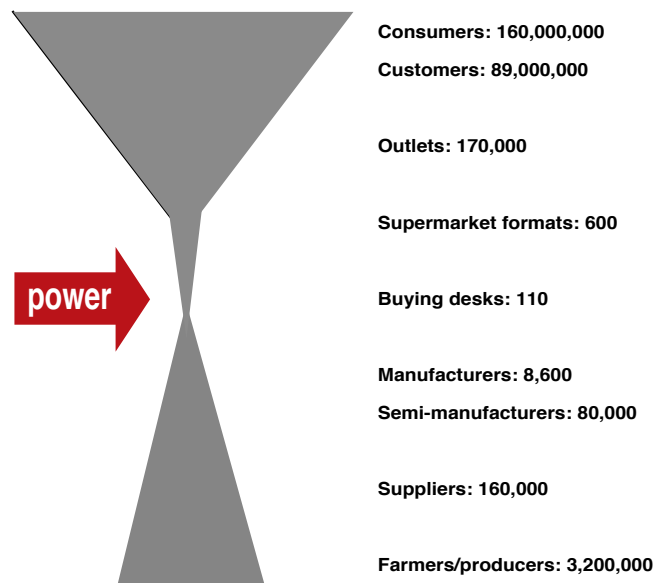 Consumers: 160,000,000
Customers: 89,000,000
Outlets: 170,000
Supermarket formats: 600
power
Buying desks: 110
Manufacturers: 8,600
Semi-manufacturers: 80,000
Suppliers: 160,000
Farmers/producers: 3,200,000